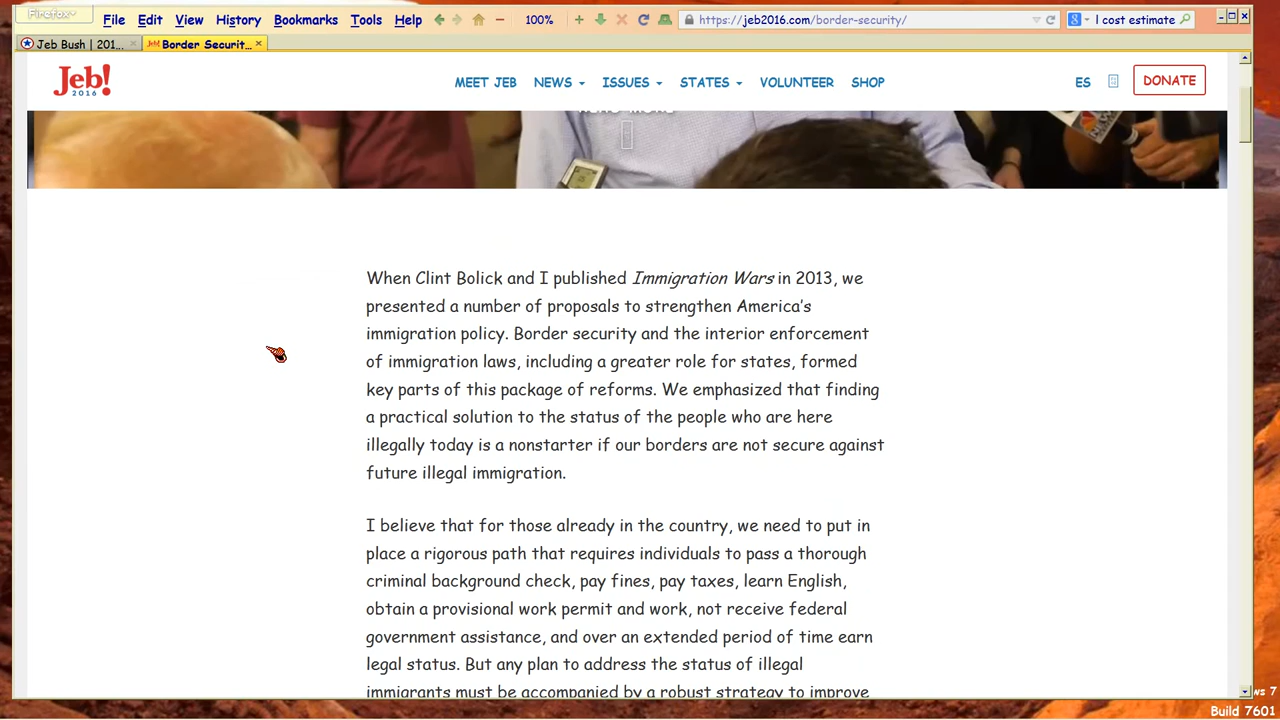 Firefox
File Edit View History Bookmarks Tools Help 100% https://jeb2016.com/border-security/ I cost estimate
Jeb Bush | 201... Border Securit...
Jeb!
2016
MEET JEB NEWS ISSUES STATES VOLUNTEER SHOP ES DONATE
When Clint Bolick and I published Immigration Wars in 2013, we
presented a number of proposals to strengthen America's
immigration policy. Border security and the interior enforcement
of immigration laws, including a greater role for states, formed
key parts of this package of reforms. We emphasized that finding
a practical solution to the status of the people who are here
illegally today is a nonstarter if our borders are not secure against
future illegal immigration.
I believe that for those already in the country, we need to put in
place a rigorous path that requires individuals to pass a thorough
criminal background check, pay fines, pay taxes, learn English,
obtain a provisional work permit and work, not receive federal
government assistance, and over an extended period of time earn
legal status. But any plan to address the status of illegal
immigrants must be accompanied by a robust strategy to improve
ws 7
Build 7601